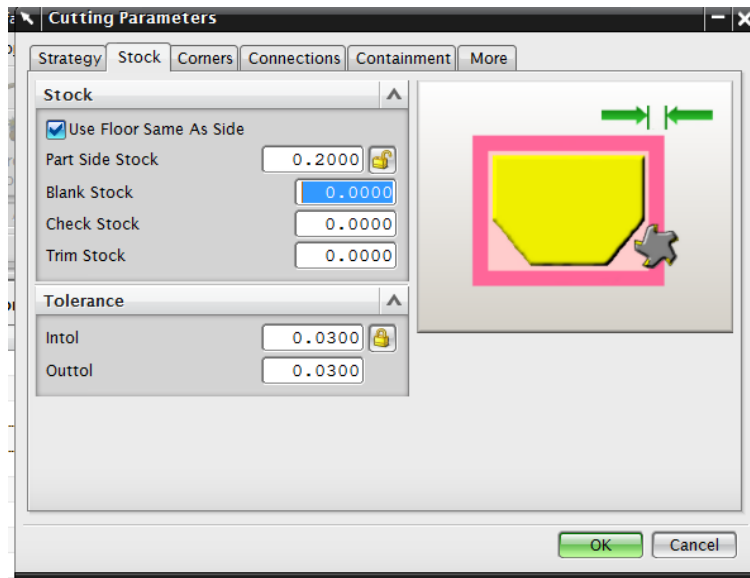 Cutting Parameters
Strategy Stock Corners Connections Containment More
Stock
Use Floor Same As Side
Part Side Stock 0.2000
Blank Stock 0.0000
Check Stock 0.0000
Trim Stock 0.0000
Tolerance
Intol 0.0300
Outtol 0.0300
OK Cancel